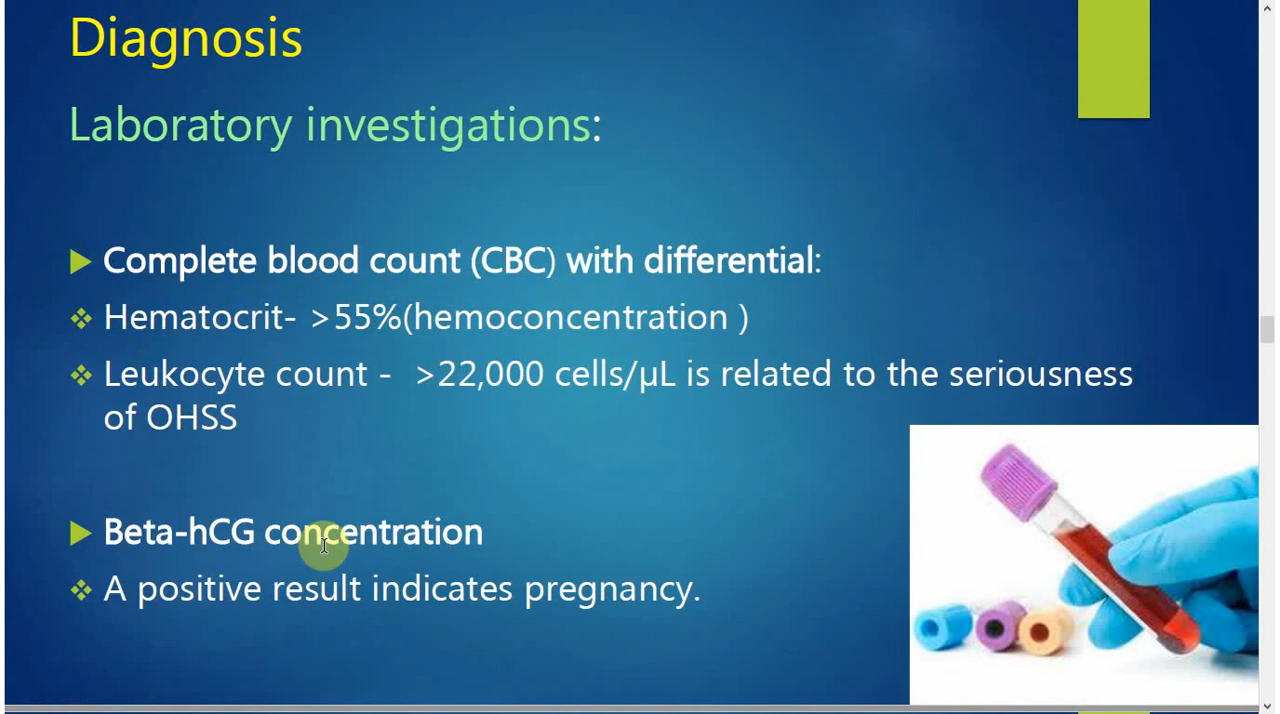 Diagnosis
Laboratory investigations:
Complete blood count (CBC) with differential:
Hematocrit- >55%(hemoconcentration )
Leukocyte count - >22,000 cells/µL is related to the seriousness
of OHSS
Beta-hCG concentration
A positive result indicates pregnancy.